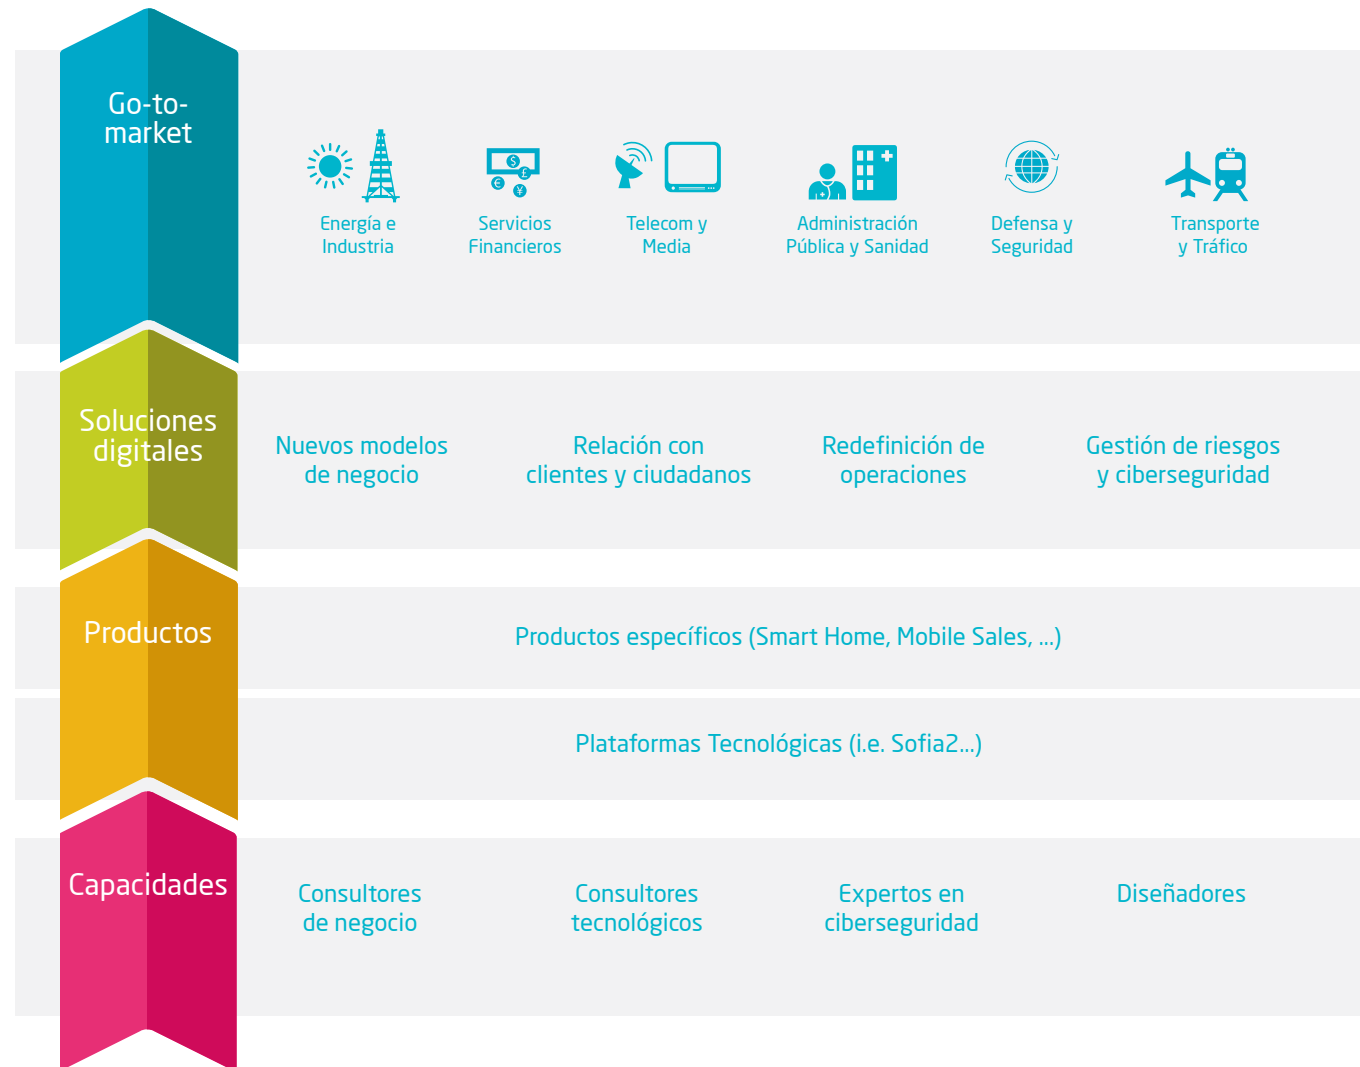 Go-to-
market
Energía e
Industria
Servicios
Financieros
Telecom y
Media
Administración
Pública y Sanidad
Defensa y
Seguridad
Transporte
y Tráfico
Soluciones
digitales
Nuevos modelos
de negocio
Relación con
clientes y ciudadanos
Redefinición de
operaciones
Gestión de riesgos
y ciberseguridad
Productos
Productos específicos (Smart Home, Mobile Sales, ...)
Plataformas Tecnológicas (i.e. Sofia2...)
Capacidades
Consultores
de negocio
Consultores
tecnológicos
Expertos en
ciberseguridad
Diseñadores